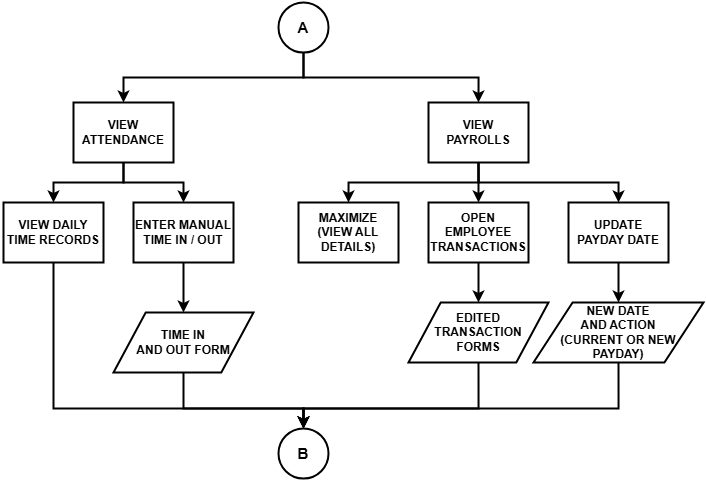 A
VIEW
ATTENDANCE
VIEW
PAYROLLS
VIEW DAILY
TIME RECORDS
ENTER MANUAL
TIME IN / OUT
MAXIMIZE
(VIEW ALL
DETAILS)
OPEN
EMPLOYEE
TRANSACTIONS
UPDATE
PAYDAY DATE
TIME IN
AND OUT FORM
EDITED
TRANSACTION
FORMS
NEW DATE
AND ACTION
(CURRENT OR NEW
PAYDAY)
B